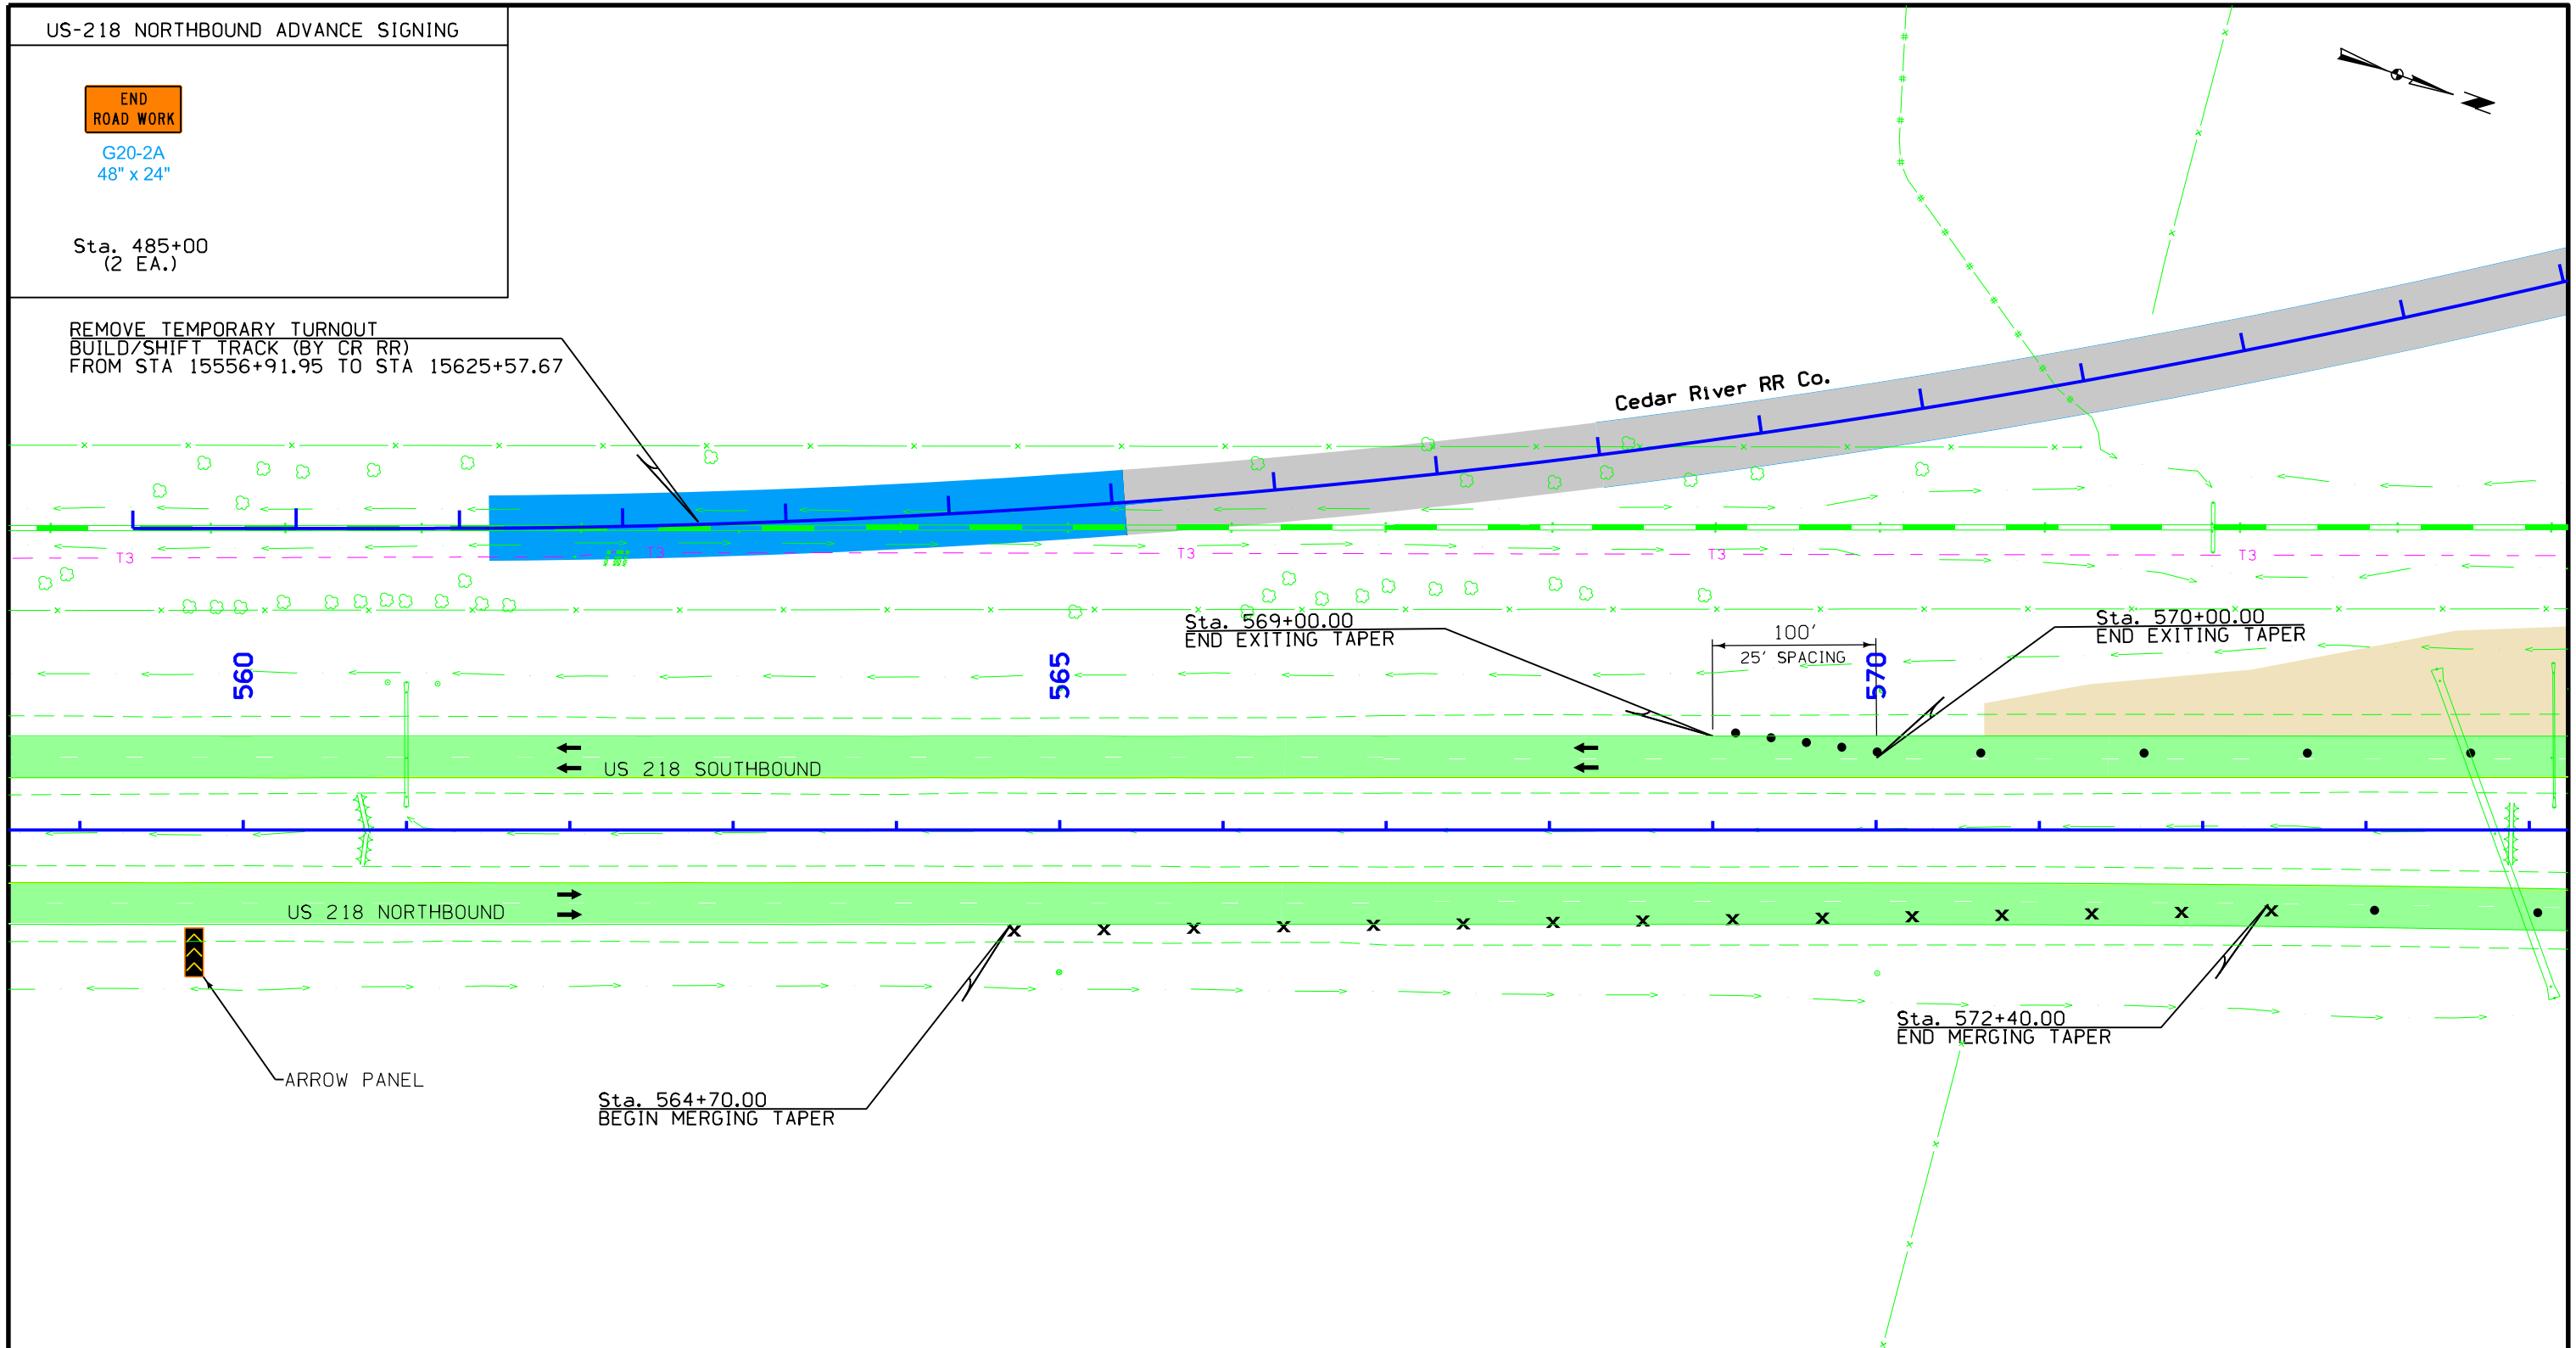 US-218 NORTHBOUND ADVANCE SIGNING
END
ROAD WORK
G20-2A
48" x 24"
Sta. 485+00
(2 EA.)
N
REMOVE TEMPORARY TURNOUT
BUILD/SHIFT TRACK (BY CR RR)
FROM STA 15556+91.95 TO STA 15625+57.67
Cedar River RR Co.
T3
T3
T3
T3
T3
Sta. 569+00.00
END EXITING TAPER
100'
25' SPACING
Sta. 570+00.00
END EXITING TAPER
560
565
570
US 218 SOUTHBOUND
US 218 NORTHBOUND
ARROW PANEL
Sta. 564+70.00
BEGIN MERGING TAPER
Sta. 572+40.00
END MERGING TAPER